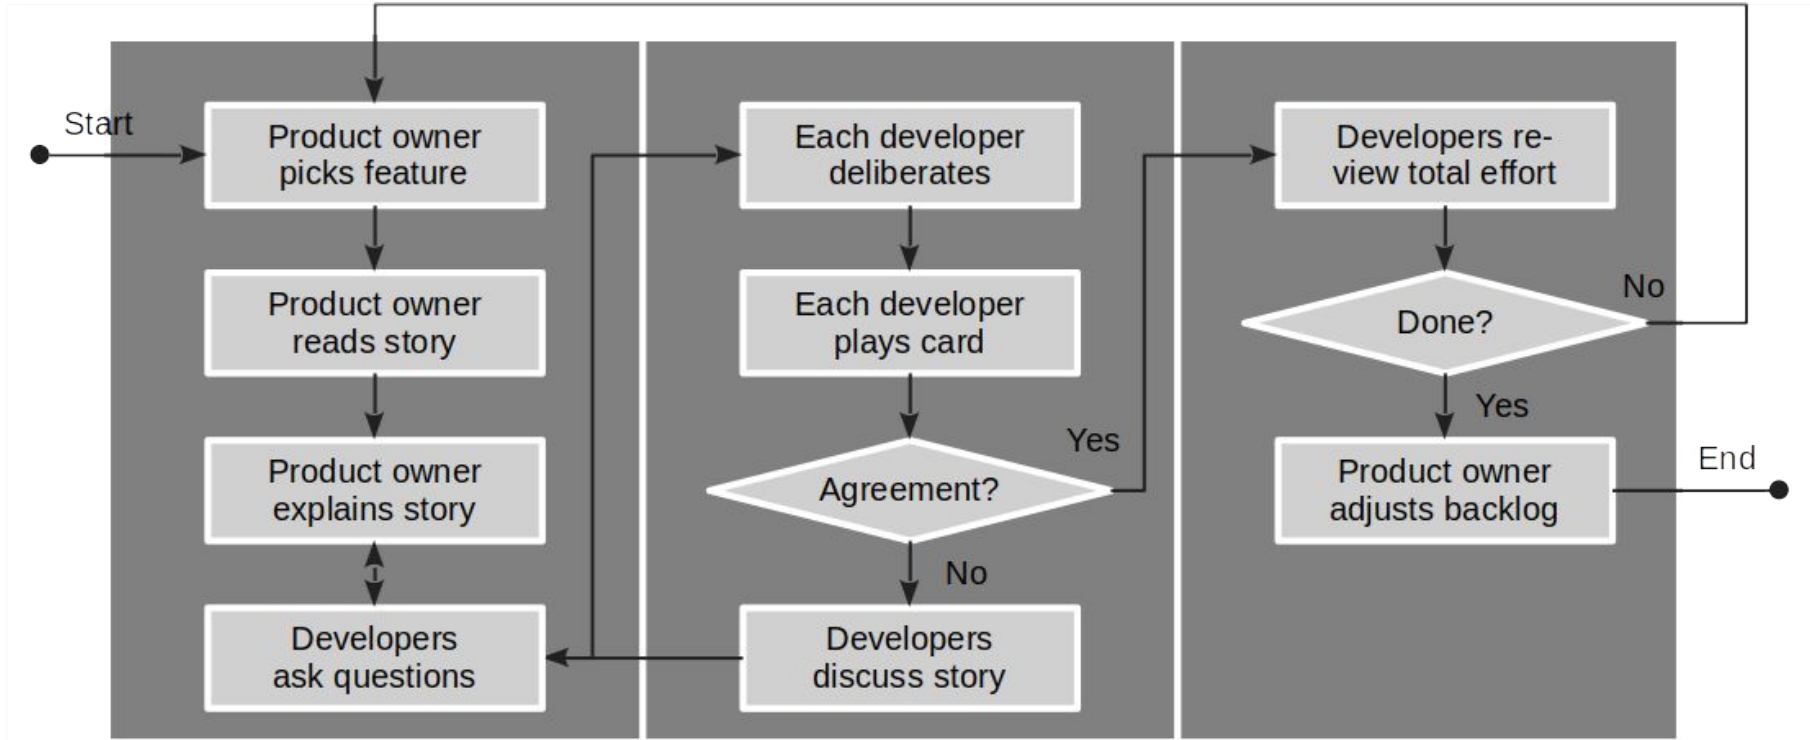 Start
Product owner
picks feature
Product owner
reads story
Product owner
explains story
Developers
ask questions
Each developer
deliberates
Each developer
plays card
Agreement?
Yes
No
Developers
discuss story
Developers re-
view total effort
Done?
No
Yes
Product owner
adjusts backlog
End